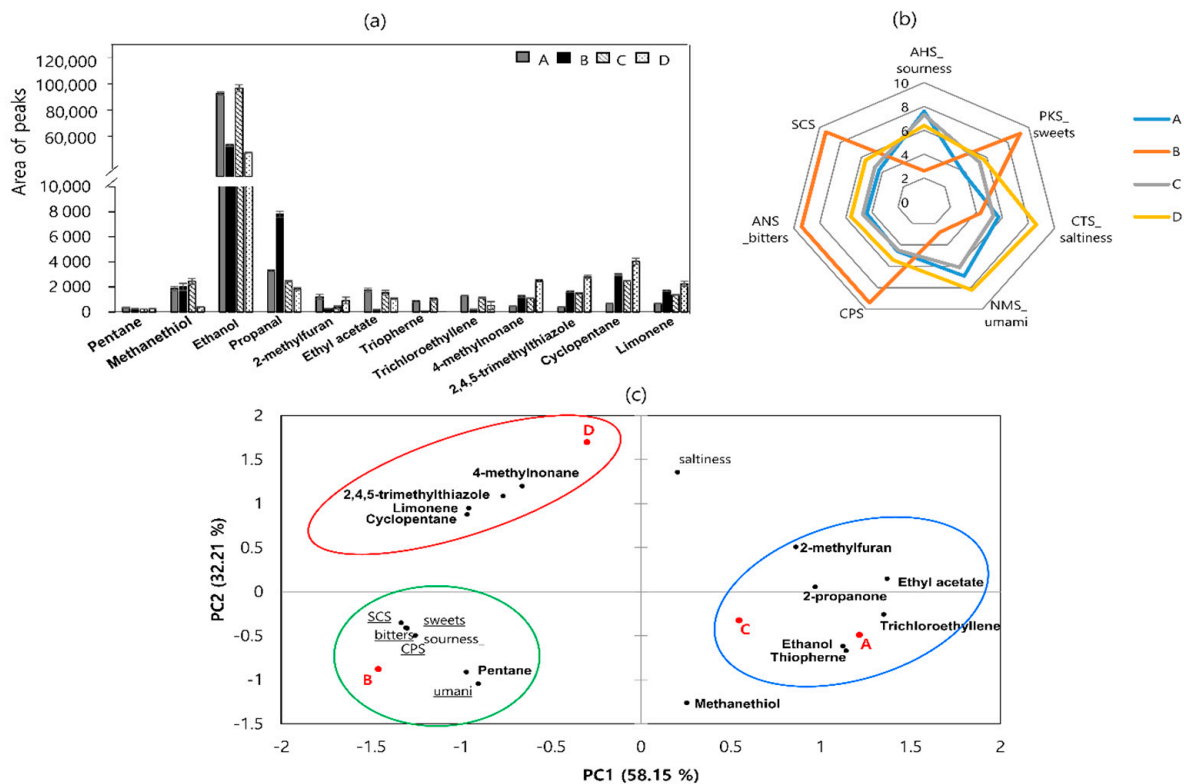 (a)
Area of peaks
120,000
100,000
80,000
60,000
10,000
8 000
6 000
4 000
2 000
0
A B C D
Pentane
Methanethiol
Ethanol
Propanal
2-methylfuran
Ethyl acetate
Triopherne
Trichloroethyllene
4-methylnonane
2,4,5-trimethylthiazole
Cyclopentane
Limonene
(b)
AHS_
sourness
PKS_
sweets
CTS_
saltiness
NMS_
umami
CPS
ANS
_bitters
SCS
10
8
6
4
2
0
A
B
C
D
(c)
PC2 (32.21 %)
2
1.5
1
0.5
0
-0.5
-1
-1.5
D
4-methylnonane
2,4,5-trimethylthiazole
Limonene
Cyclopentane
saltiness
2-methylfuran
Ethyl acetate
2-propanone
Trichloroethyllene
C
A
Ethanol
Thiopherne
Methanethiol
SCS
sweets
bitters
sourness_
CPS
Pentane
B
umani
-2
-1.5
-1
-0.5
0
0.5
1
1.5
2
PC1 (58.15 %)